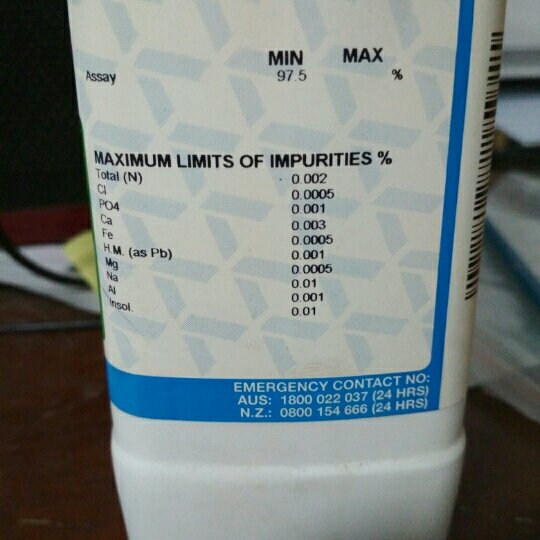 MIN MAX
Assay 97.5 %
MAXIMUM LIMITS OF IMPURITIES %
Total (N) 0.002
Cl 0.0005
PO4 0.001
Ca 0.003
Fe 0.0005
H.M. (as Pb) 0.001
Mg 0.0005
Na 0.01
Al 0.001
Insol. 0.01
EMERGENCY CONTACT NO:
AUS: 1800 022 037 (24 HRS)
N.Z.: 0800 154 666 (24 HRS)